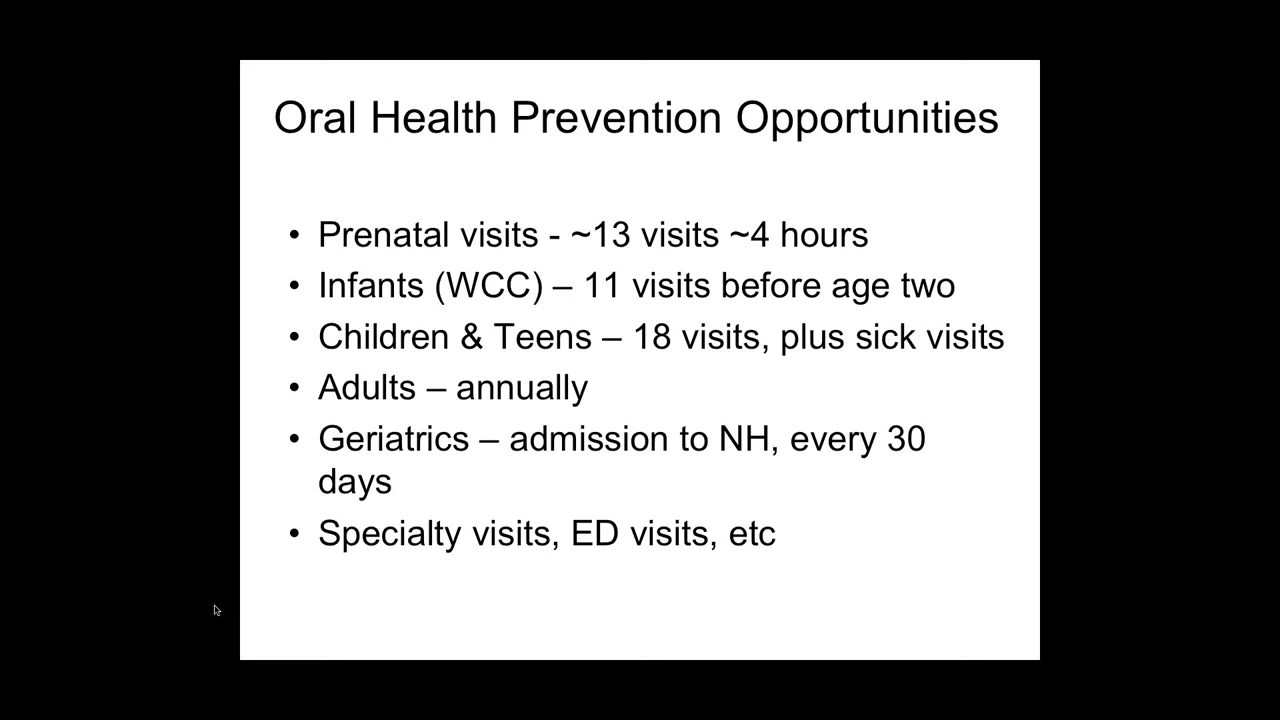 Oral Health Prevention Opportunities
• Prenatal visits - ~13 visits ~4 hours
• Infants (WCC) – 11 visits before age two
• Children & Teens – 18 visits, plus sick visits
• Adults – annually
• Geriatrics – admission to NH, every 30
days
• Specialty visits, ED visits, etc